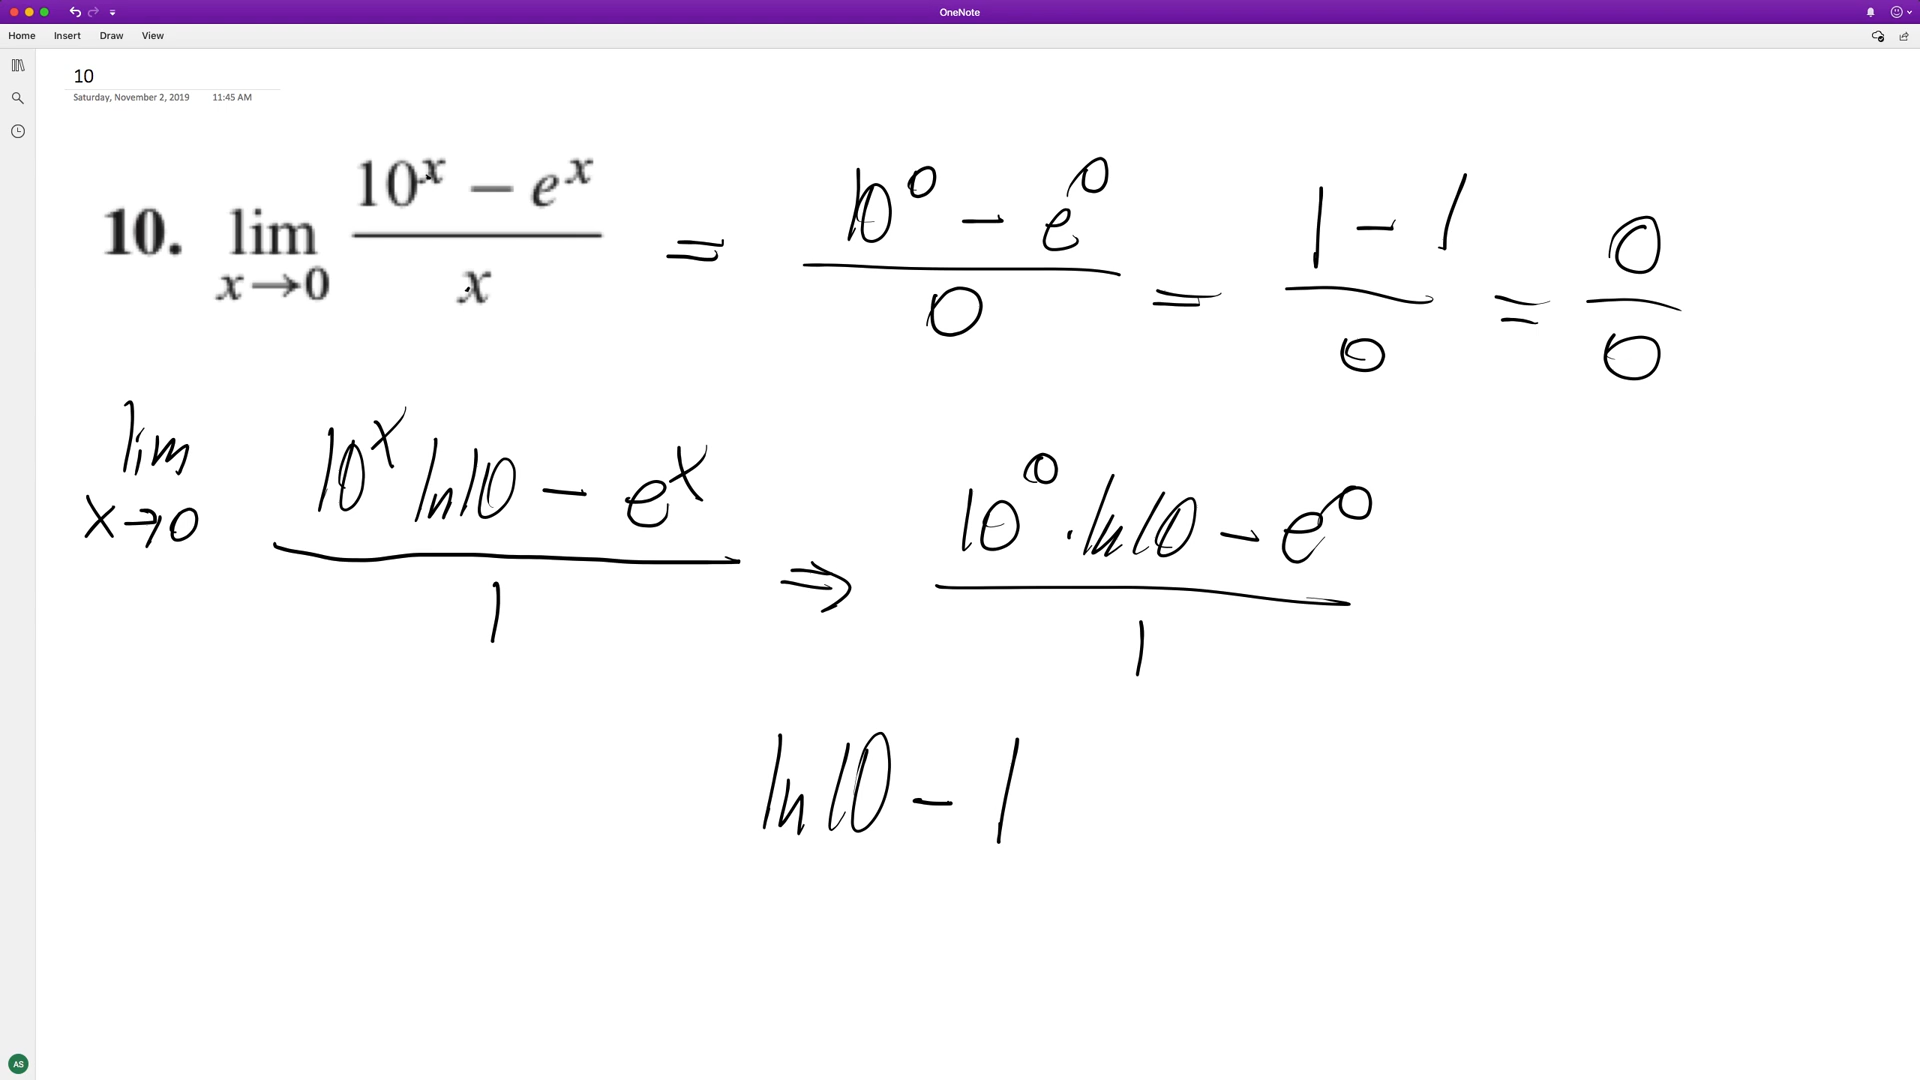 OneNote
Home Insert Draw View
10
Saturday, November 2, 2019 11:45 AM
10. lim x→0 (10^x − e^x)/x = (10^0 − e^0)/0 = (1 − 1)/0 = 0/0
lim x→0 (10^x ln10 − e^x)/1 ⇒ (10^0 · ln10 − e^0)/1
ln10 − 1
AS